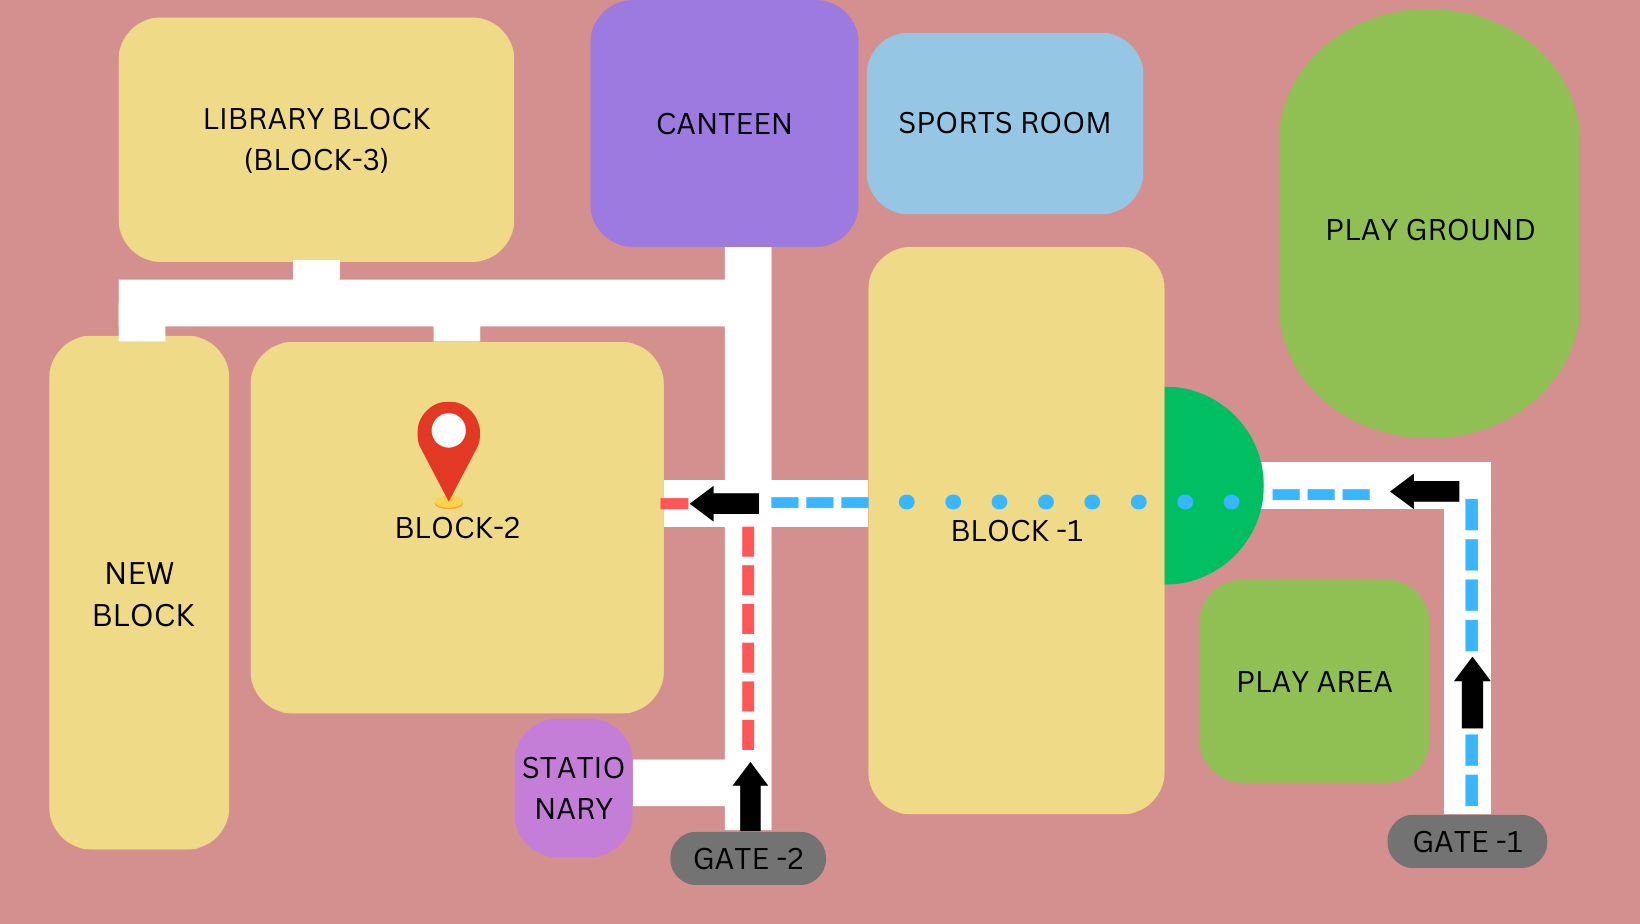 LIBRARY BLOCK
(BLOCK-3)
CANTEEN
SPORTS ROOM
PLAY GROUND
BLOCK-2
BLOCK -1
NEW
BLOCK
PLAY AREA
STATIO
NARY
GATE -2
GATE -1